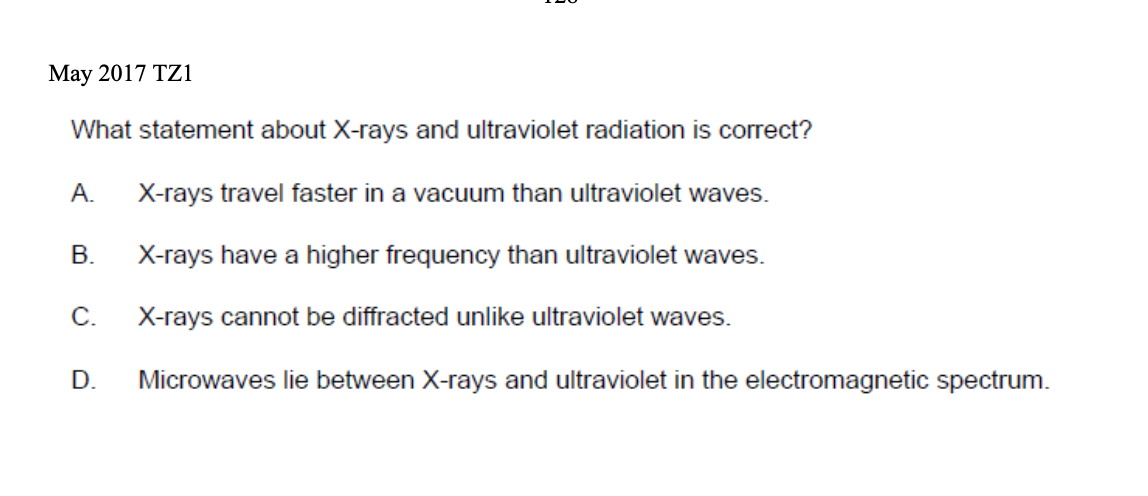 May 2017 TZ1
What statement about X-rays and ultraviolet radiation is correct?
A. X-rays travel faster in a vacuum than ultraviolet waves.
B. X-rays have a higher frequency than ultraviolet waves.
C. X-rays cannot be diffracted unlike ultraviolet waves.
D. Microwaves lie between X-rays and ultraviolet in the electromagnetic spectrum.